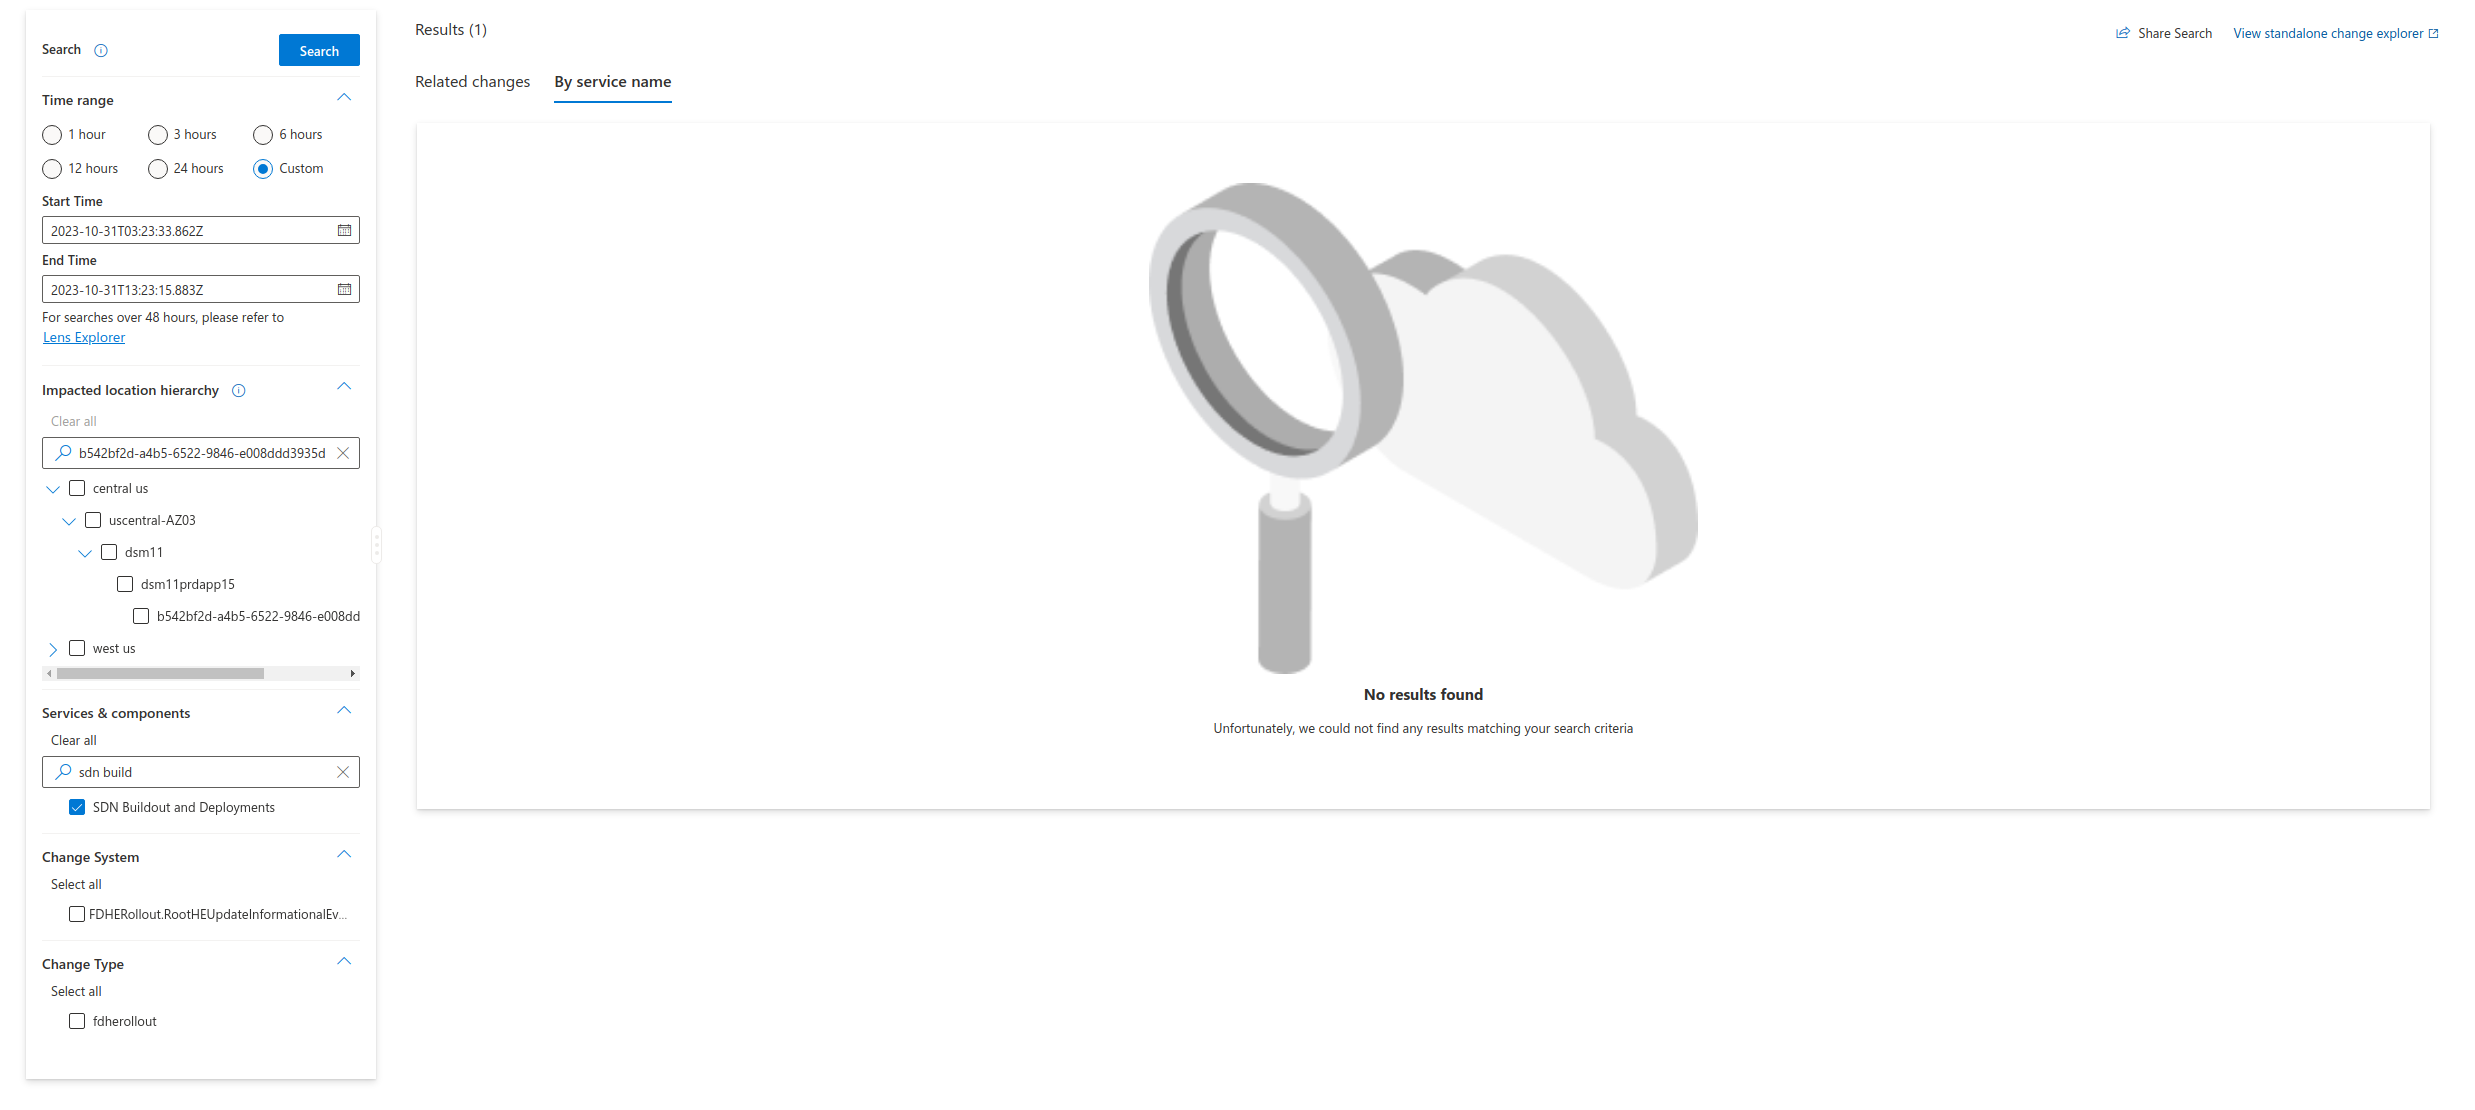 Search
Search
Time range
1 hour
3 hours
6 hours
12 hours
24 hours
Custom
Start Time
2023-10-31T03:23:33.862Z
End Time
2023-10-31T13:23:15.883Z
For searches over 48 hours, please refer to
Lens Explorer
Impacted location hierarchy
Clear all
b542bf2d-a4b5-6522-9846-e008ddd3935d
central us
uscentral-AZ03
dsm11
dsm11prdapp15
b542bf2d-a4b5-6522-9846-e008dd
west us
Services & components
Clear all
sdn build
SDN Buildout and Deployments
Change System
Select all
FDHERollout.RootHEUpdateInformationalEv...
Change Type
Select all
fdherollout
Results (1)
Share Search
View standalone change explorer
Related changes
By service name
No results found
Unfortunately, we could not find any results matching your search criteria